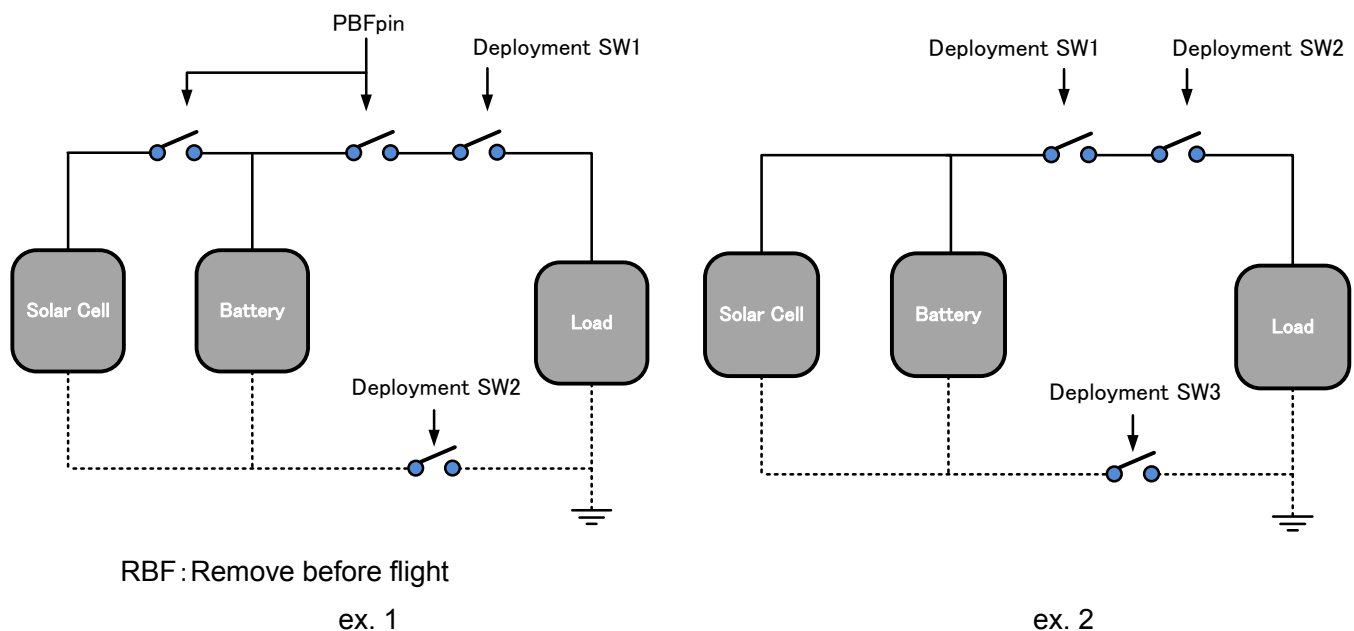 PBFpin
Deployment SW1
Solar Cell
Battery
Load
Deployment SW2
RBF：Remove before flight
ex. 1
Deployment SW1
Deployment SW2
Solar Cell
Battery
Load
Deployment SW3
ex. 2